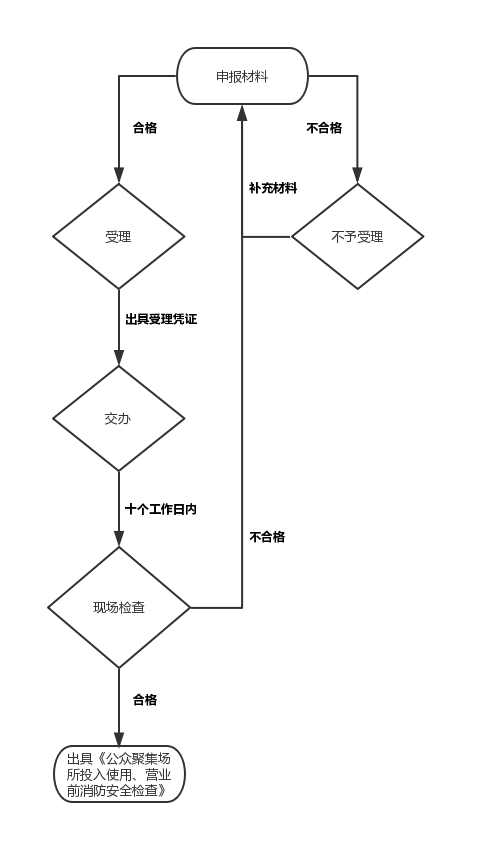 申报材料
合格
不合格
补充材料
受理
不予受理
出具受理凭证
交办
十个工作日内
不合格
现场检查
合格
出具《公众聚集场
所投入使用、营业
前消防安全检查》